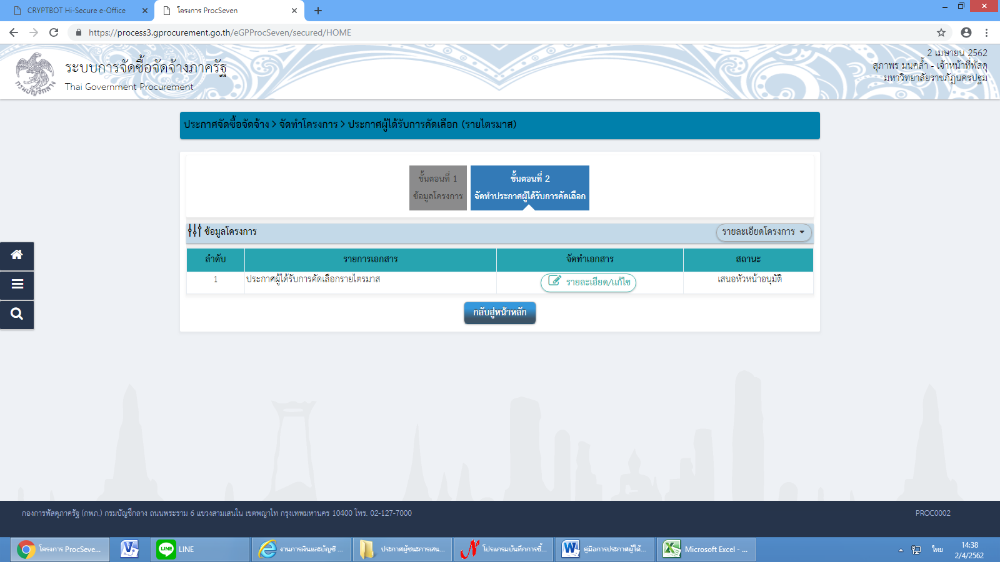 CRYPTBOT Hi-Secure e-Office
โครงการ ProcSeven
https://process3.gprocurement.go.th/eGPProcSeven/secured/HOME
ระบบการจัดซื้อจัดจ้างภาครัฐ
Thai Government Procurement
กรมบัญชีกลาง
2 เมษายน 2562
สุภาพร มนคล้ำ - เจ้าหน้าที่พัสดุ
มหาวิทยาลัยราชภัฏนครปฐม
ประกาศจัดซื้อจัดจ้าง > จัดทำโครงการ > ประกาศผู้ได้รับการคัดเลือก (รายไตรมาส)
ขั้นตอนที่ 1
ข้อมูลโครงการ
ขั้นตอนที่ 2
จัดทำประกาศผู้ได้รับการคัดเลือก
ข้อมูลโครงการ
รายละเอียดโครงการ
ลำดับ รายการเอกสาร จัดทำเอกสาร สถานะ
1 ประกาศผู้ได้รับการคัดเลือกรายไตรมาส รายละเอียด/แก้ไข เสนอหัวหน้าอนุมัติ
กลับสู่หน้าหลัก
กองการพัสดุภาครัฐ (กพภ.) กรมบัญชีกลาง ถนนพระราม 6 แขวงสามเสนใน เขตพญาไท กรุงเทพมหานคร 10400 โทร. 02-127-7000
PROC0002
โครงการ ProcSeve...
LINE
งานการเงินและบัญชี ...
ประกาศผู้ชนะการเสน...
โปรแกรมบันทึกการซื้...
คู่มือการประกาศผู้ได้...
Microsoft Excel - ...
ไทย
14:38
2/4/2562